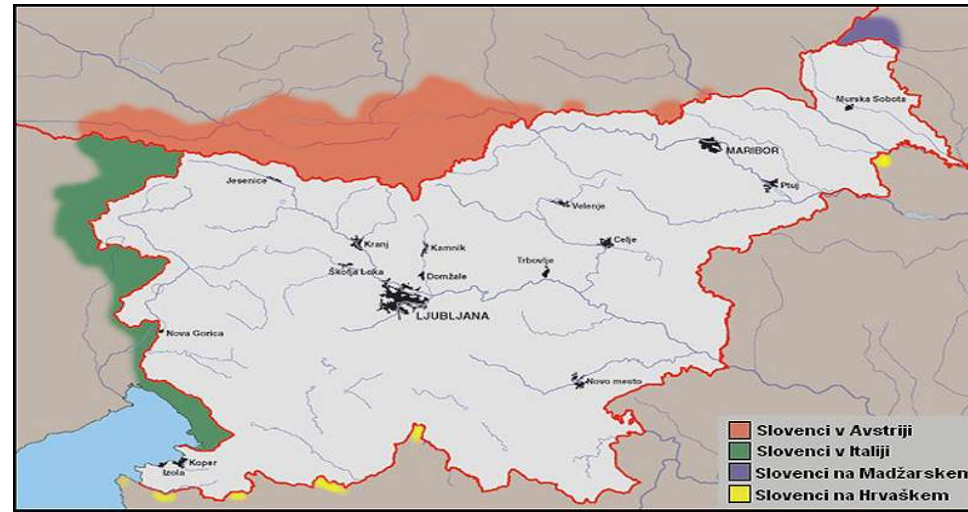 Murska Sobota
MARIBOR
Jesenice
Ptuj
Velenje
Kranj
Kamnik
Celje
Škofja Loka
Domžale
Trbovlje
LJUBLJANA
Nova Gorica
Novo mesto
Koper
Izola
Slovenci v Avstriji
Slovenci v Italiji
Slovenci na Madžarskem
Slovenci na Hrvaškem